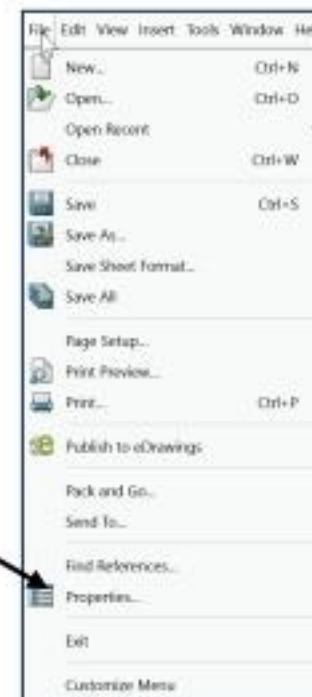 File Edit View Insert Tools Window He
New... Ctrl+N
Open... Ctrl+O
Open Recent
Close Ctrl+W
Save Ctrl+S
Save As...
Save Sheet Format...
Save All
Page Setup...
Print Preview...
Print... Ctrl+P
Publish to eDrawings
Pack and Go...
Send To...
Find References...
Properties...
Exit
Customize Menu